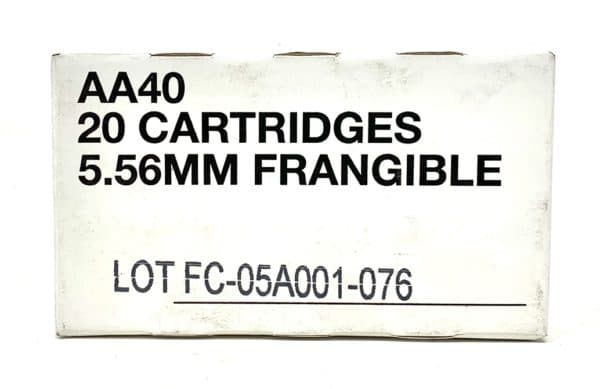 AA40
20 CARTRIDGES
5.56MM FRANGIBLE
LOT FC-05A001-076